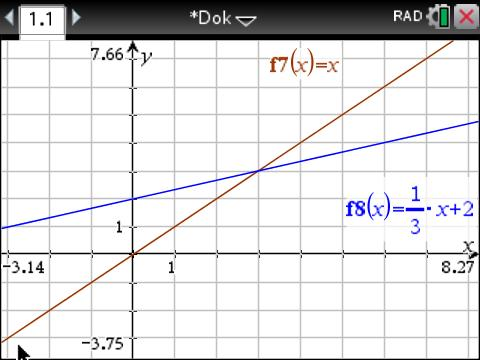 1.1
*Dok
RAD
7.66
y
f7(x)=x
f8(x)=1/3·x+2
1
x
-3.14
1
8.27
-3.75